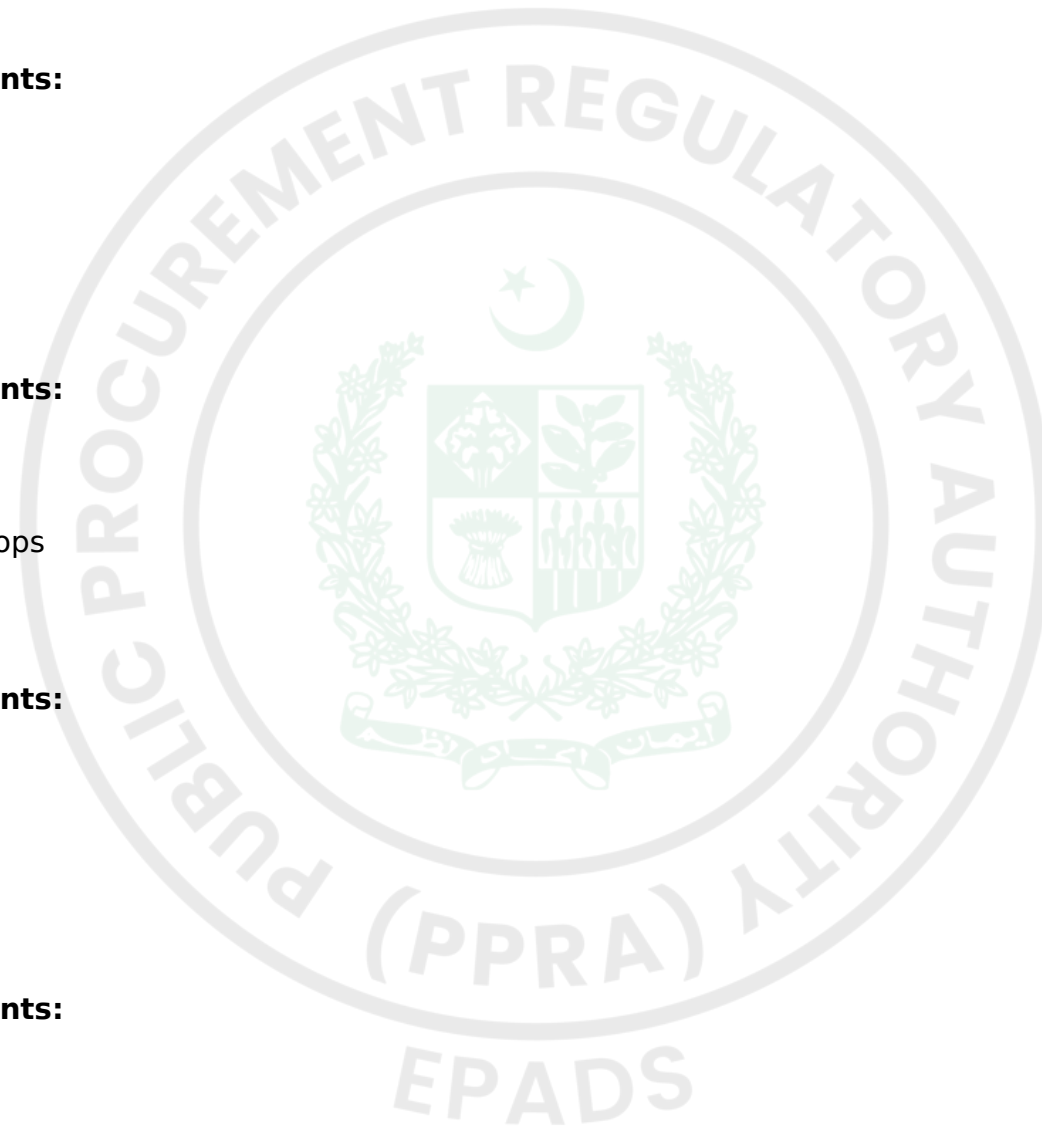 nts:
nts:
ops
nts:
nts:
PUBLIC PROCUREMENT REGULATORY AUTHORITY
(PPRA)
EPADS